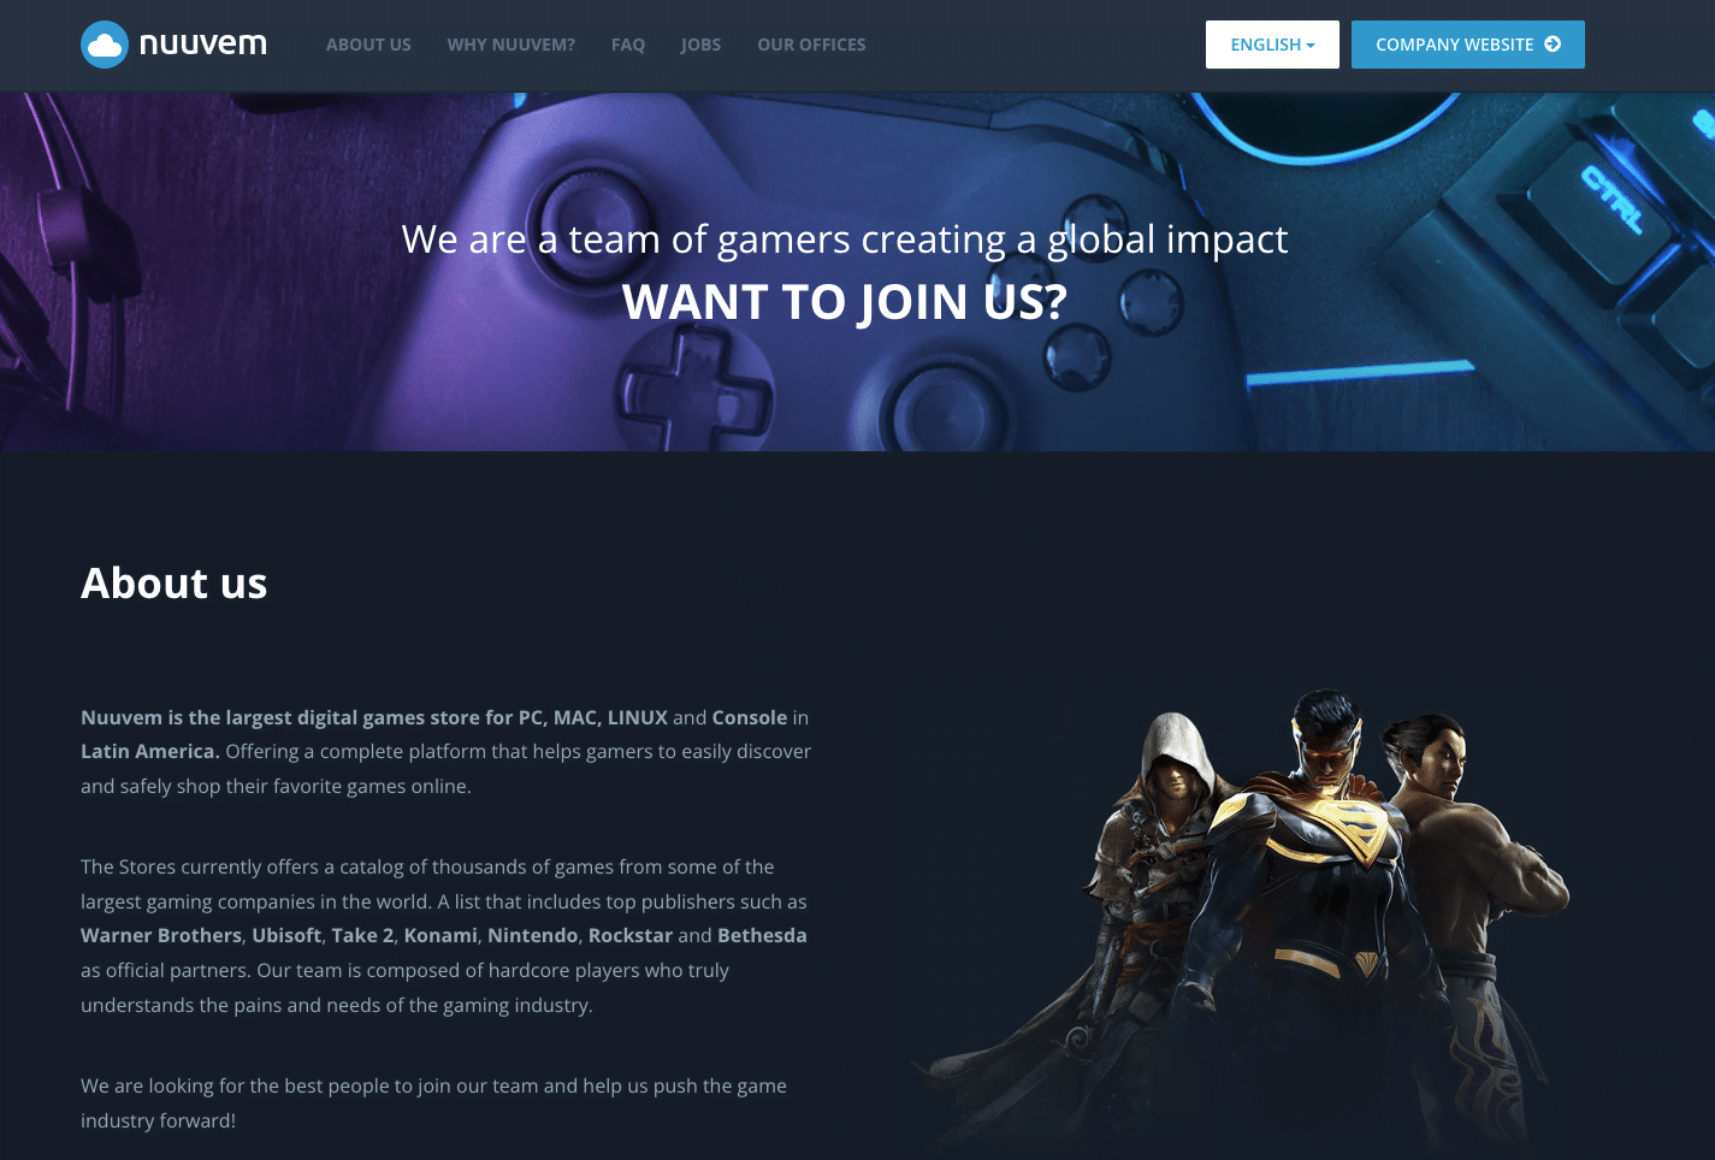 nuuvem
ABOUT US
WHY NUUVEM?
FAQ
JOBS
OUR OFFICES
ENGLISH
COMPANY WEBSITE
CTRL
We are a team of gamers creating a global impact
WANT TO JOIN US?
About us
Nuuvem is the largest digital games store for PC, MAC, LINUX and Console in
Latin America. Offering a complete platform that helps gamers to easily discover
and safely shop their favorite games online.
The Stores currently offers a catalog of thousands of games from some of the
largest gaming companies in the world. A list that includes top publishers such as
Warner Brothers, Ubisoft, Take 2, Konami, Nintendo, Rockstar and Bethesda
as official partners. Our team is composed of hardcore players who truly
understands the pains and needs of the gaming industry.
We are looking for the best people to join our team and help us push the game
industry forward!